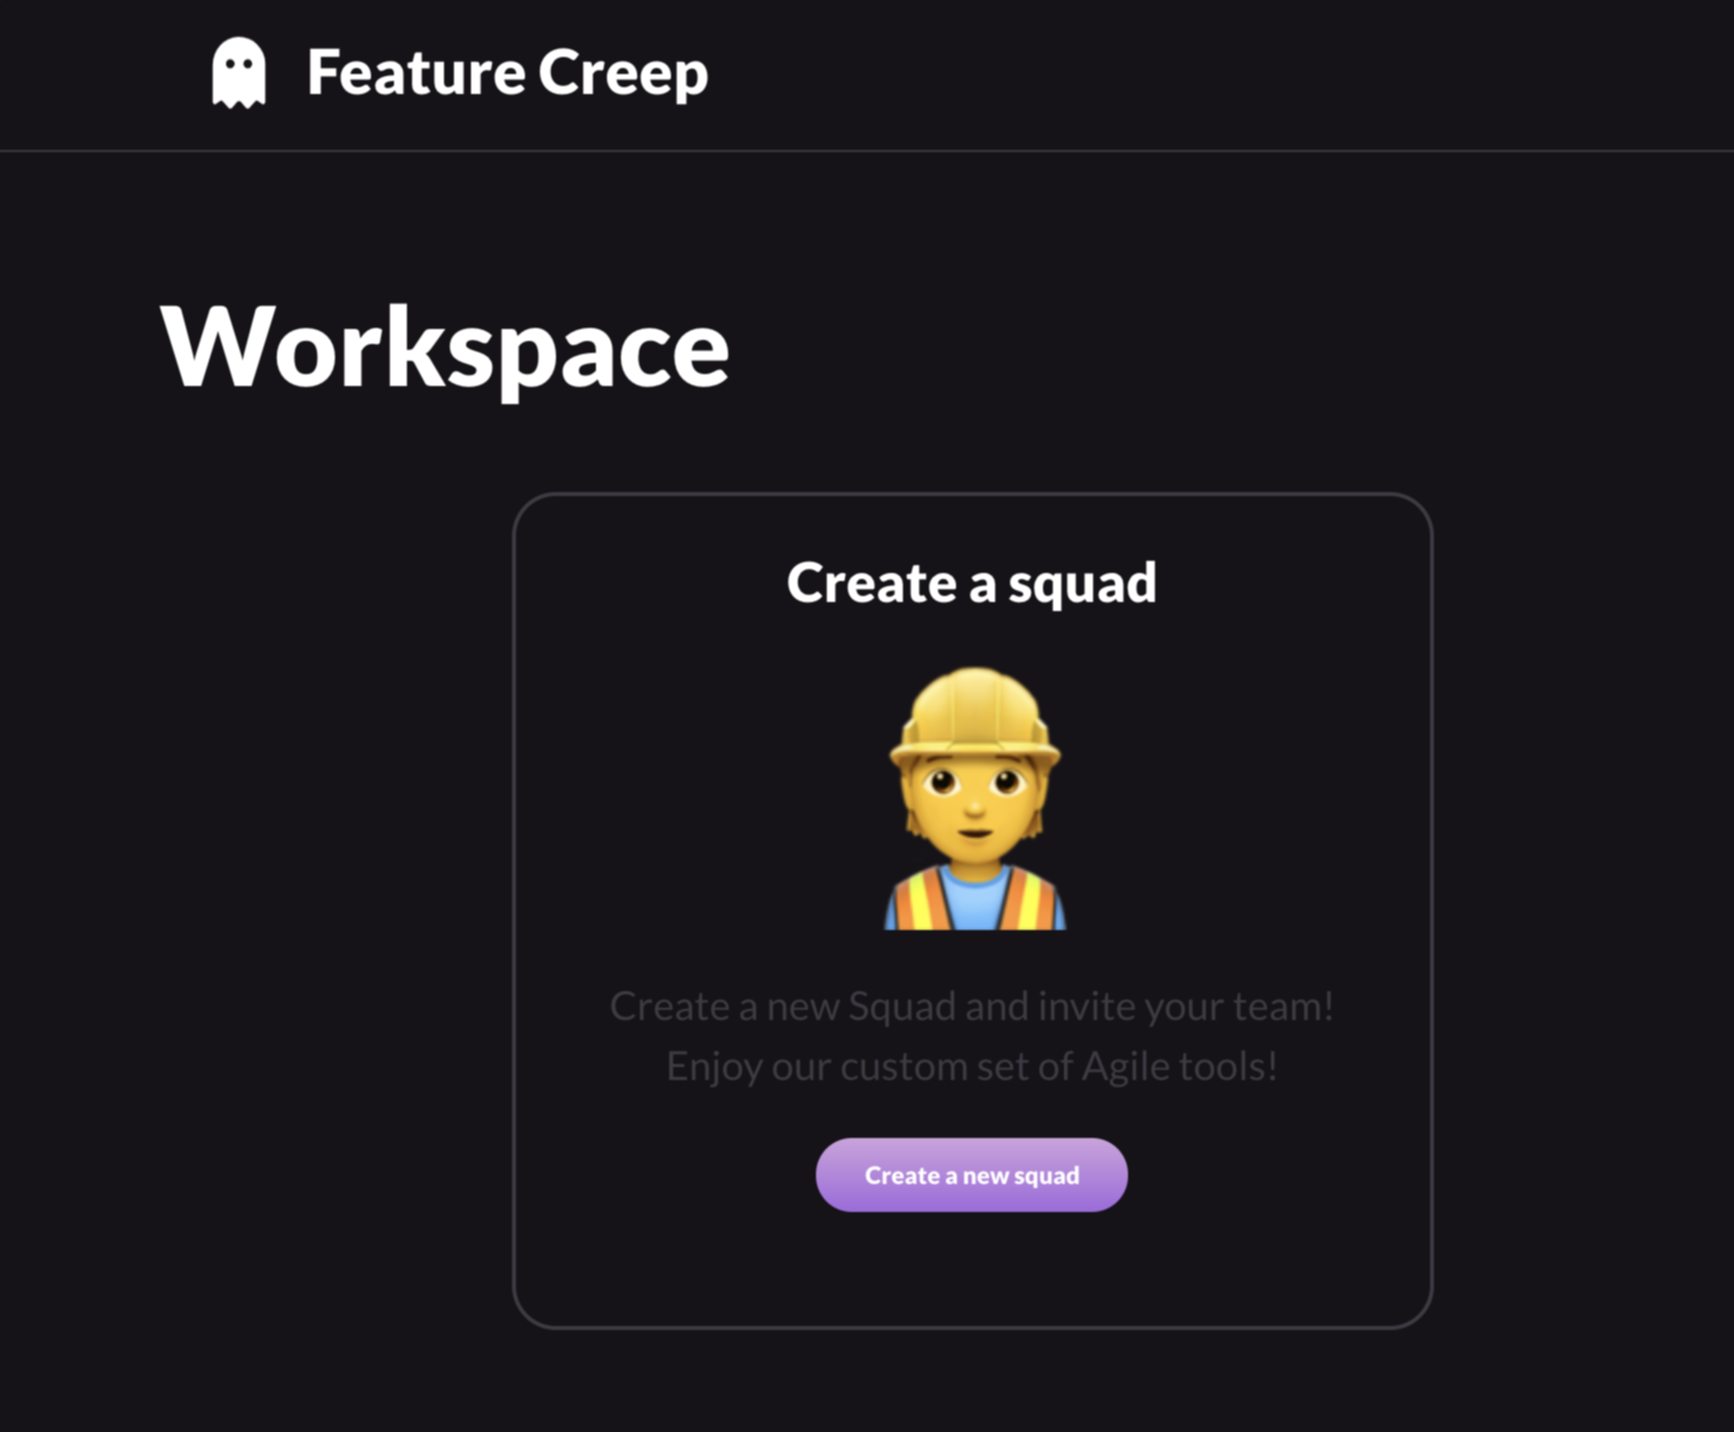 Feature Creep
Workspace
Create a squad
Create a new Squad and invite your team!
Enjoy our custom set of Agile tools!
Create a new squad